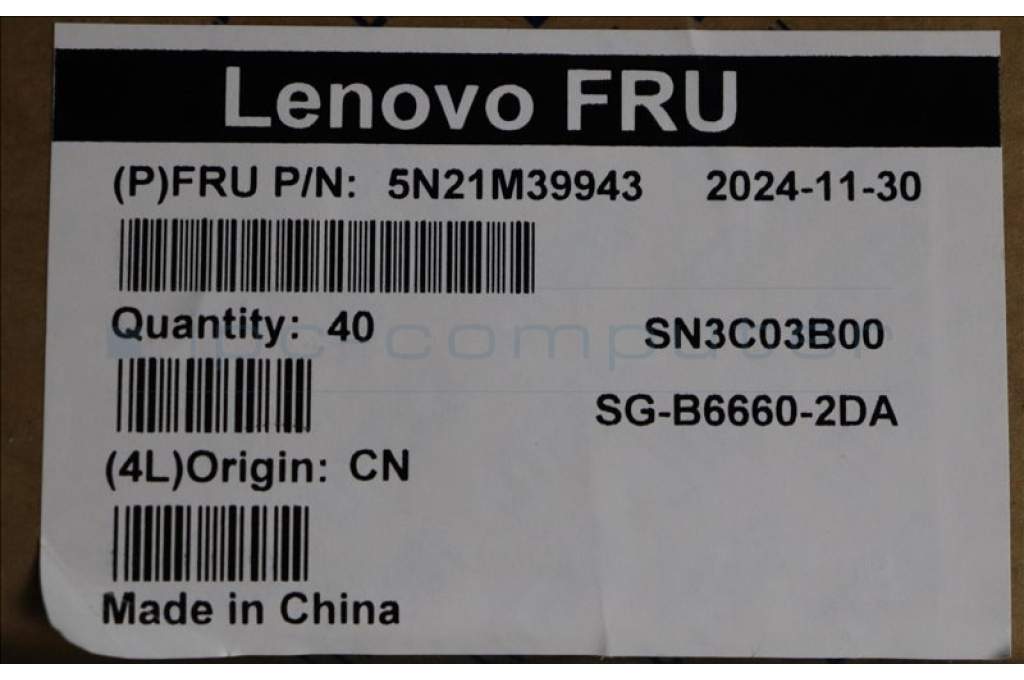 Lenovo FRU
(P)FRU P/N: 5N21M39943 2024-11-30
Quantity: 40 SN3C03B00
SG-B6660-2DA
(4L)Origin: CN
Made in China